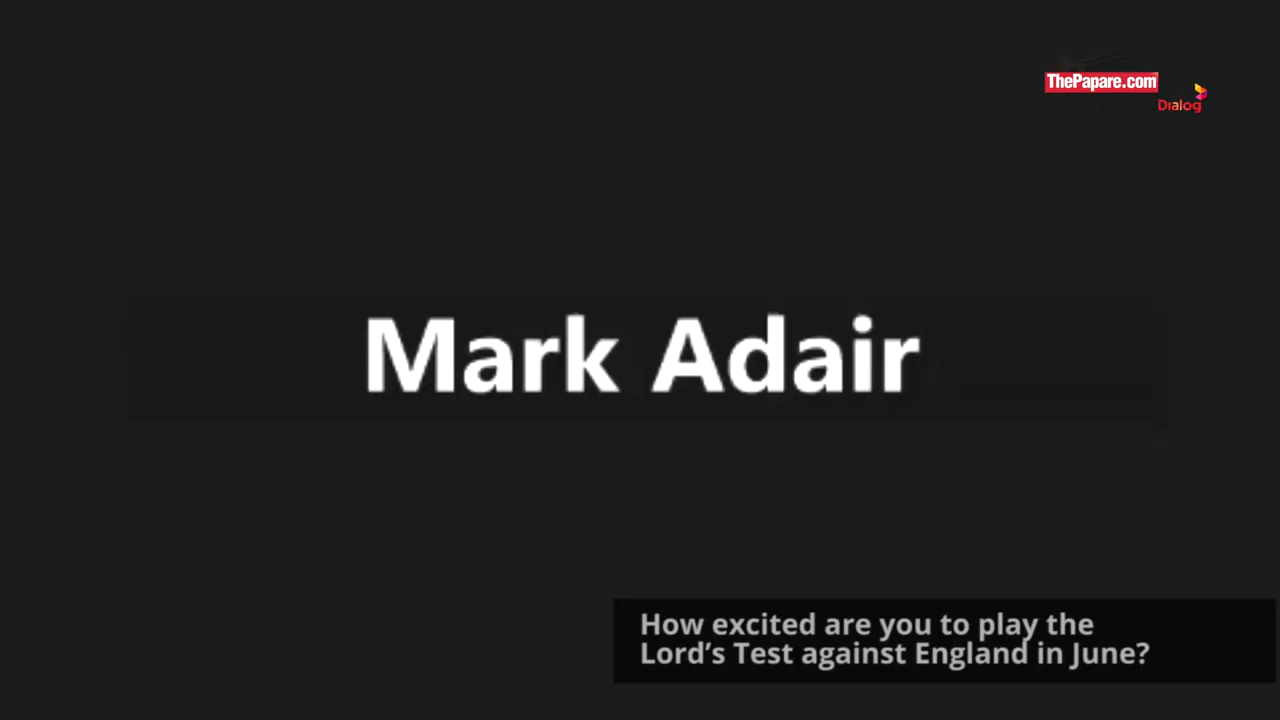 ThePapare.com
Dialog
Mark Adair
How excited are you to play the
Lord’s Test against England in June?